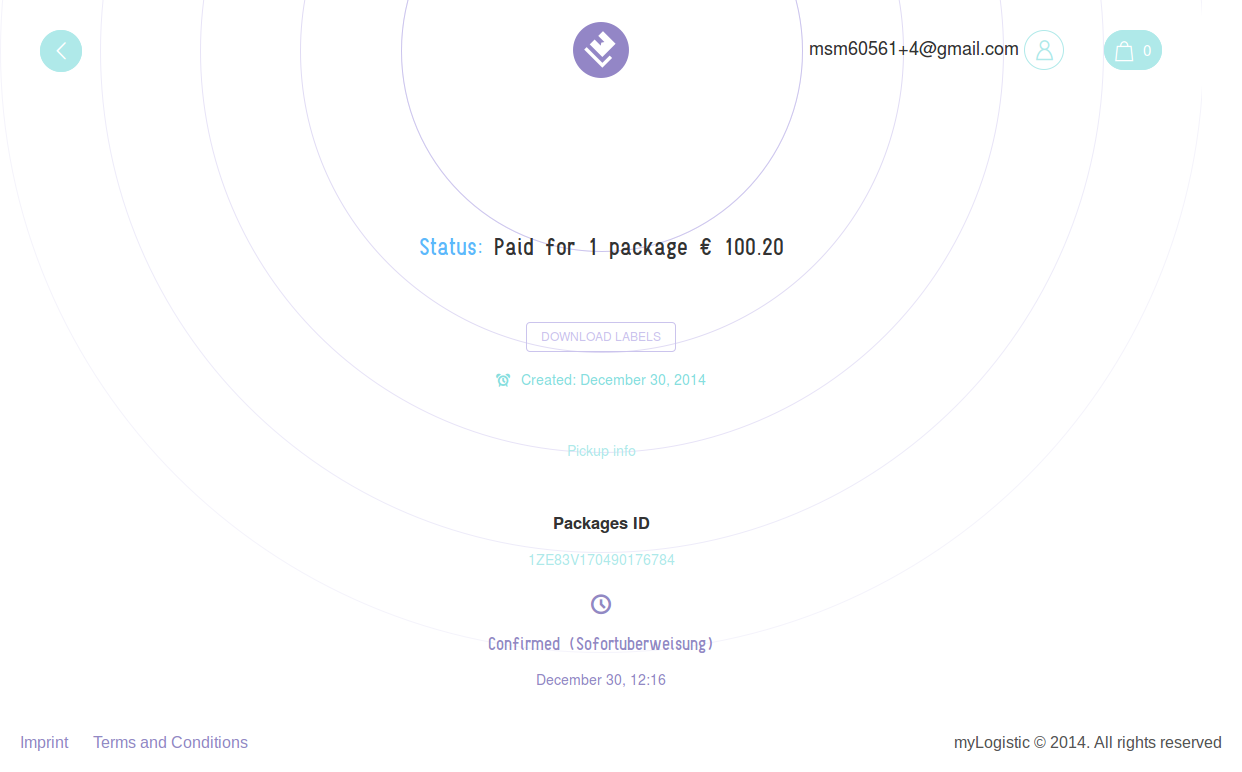 msm60561+4@gmail.com
0
Status: Paid for 1 package € 100.20
DOWNLOAD LABELS
Created: December 30, 2014
Pickup info
Packages ID
1ZE83V170490176784
Confirmed (Sofortuberweisung)
December 30, 12:16
Imprint Terms and Conditions myLogistic © 2014. All rights reserved